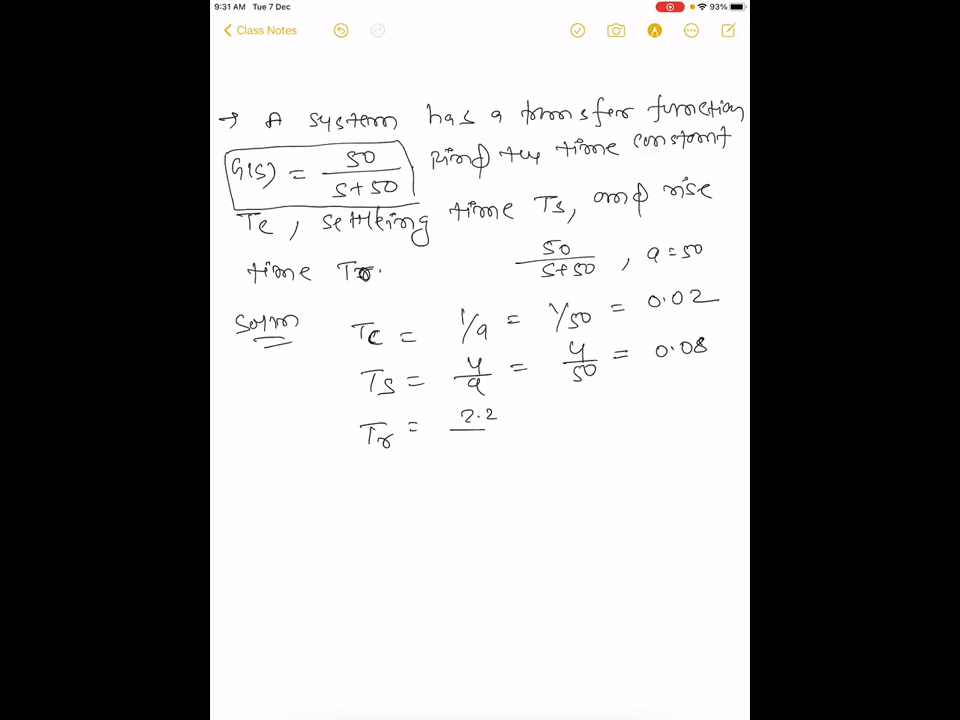 9:31 AM Tue 7 Dec 93%
Class Notes
→ A system has a transfer function
G(s) = 50/(s+50) Find the time constant
Tc, settling time Ts, and rise
time Tr.
50/(s+50), a = 50
Solm
Tc = 1/a = 1/50 = 0.02
Ts = 4/a = 4/50 = 0.08
Tr = 2.2